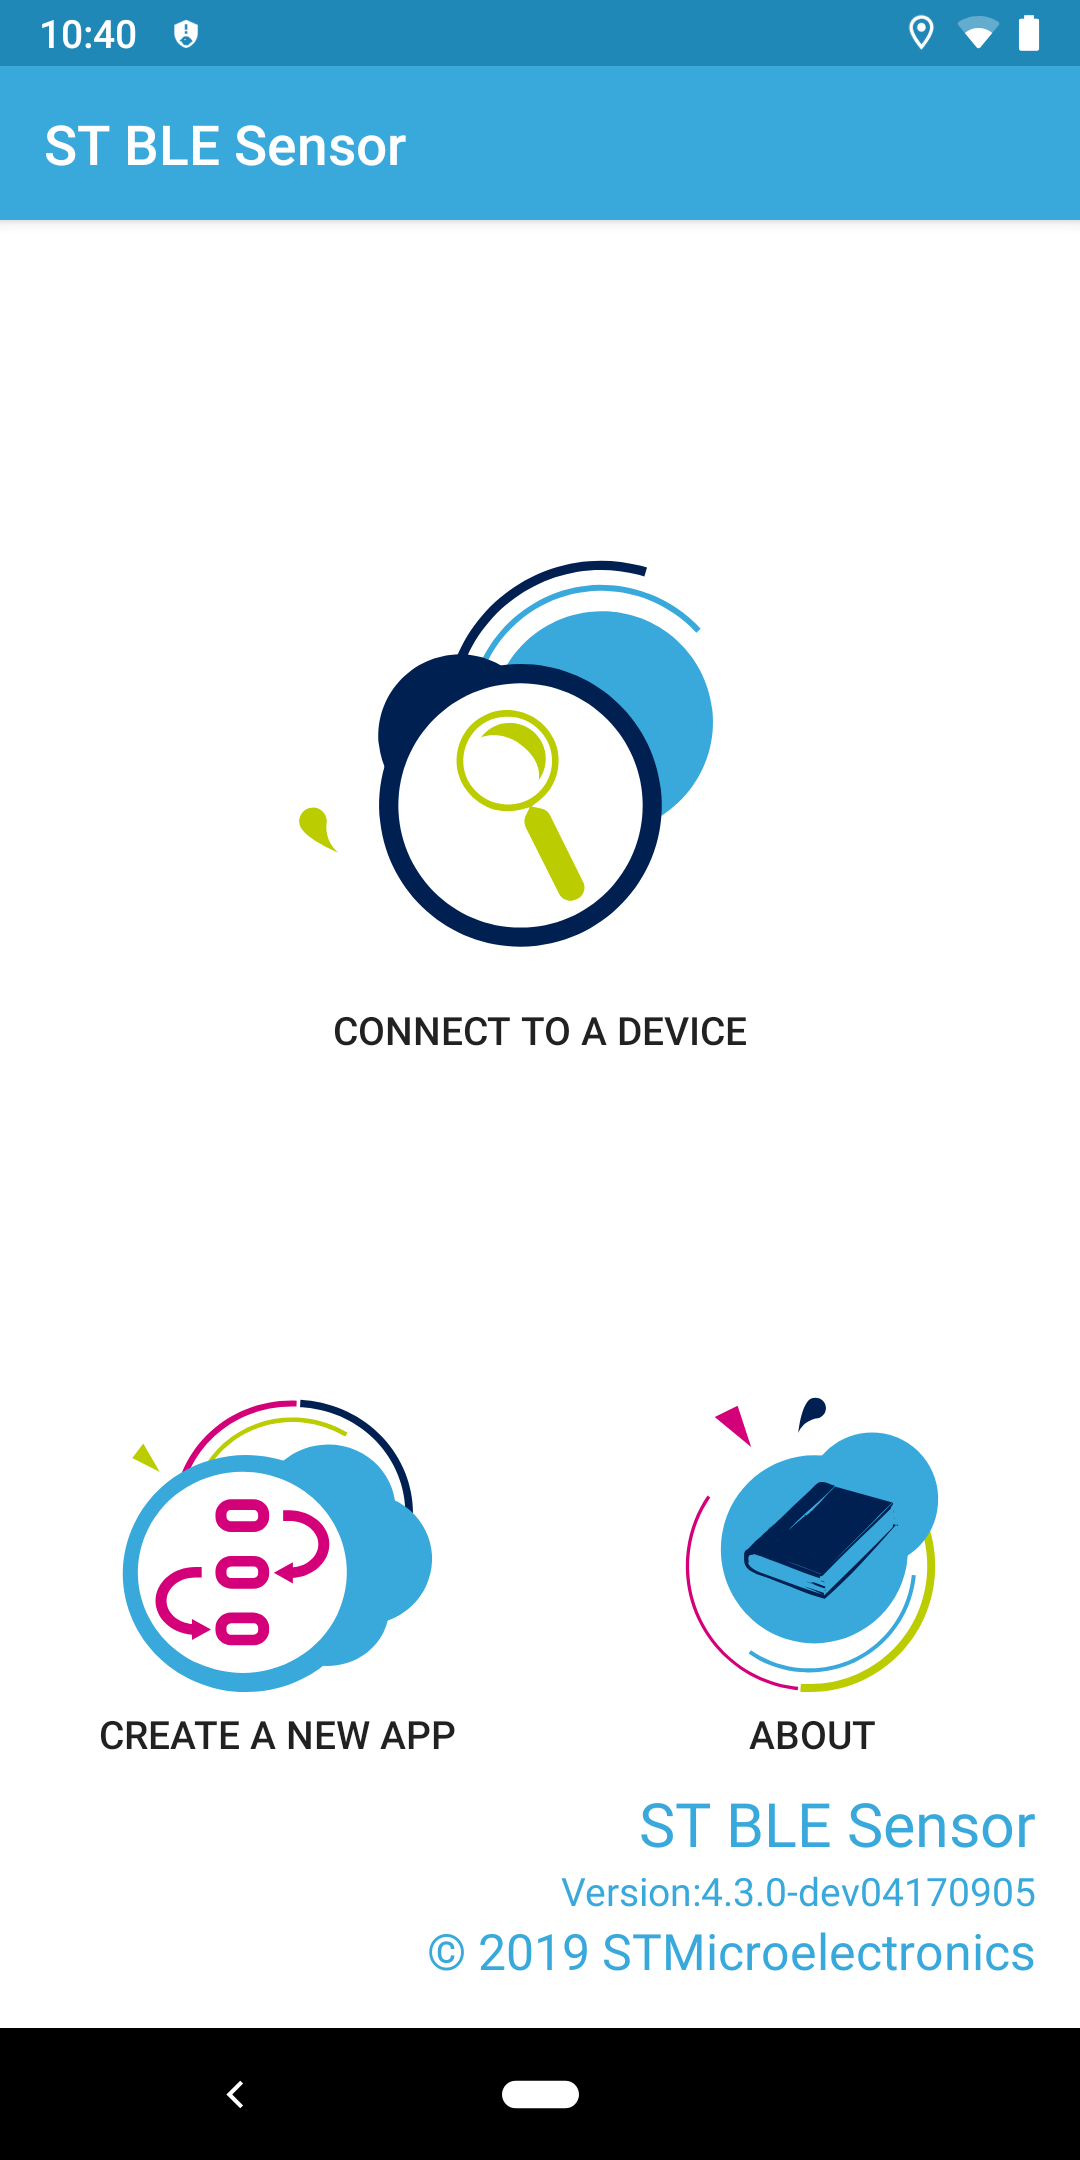 10:40
ST BLE Sensor
CONNECT TO A DEVICE
CREATE A NEW APP
ABOUT
ST BLE Sensor
Version:4.3.0-dev04170905
© 2019 STMicroelectronics